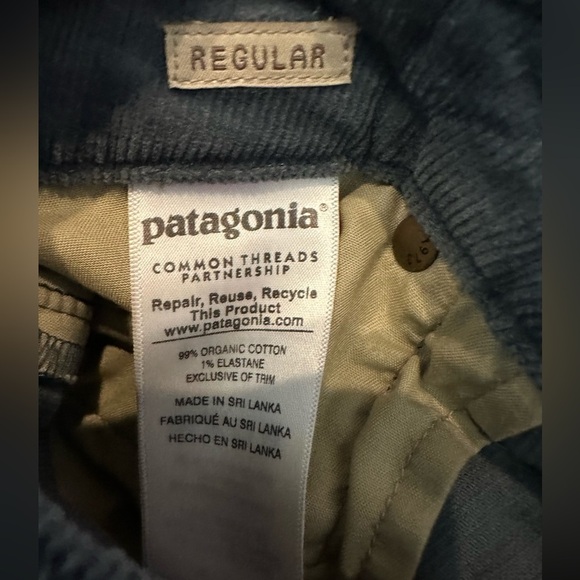 REGULAR
patagonia®
COMMON THREADS
PARTNERSHIP
Repair, Reuse, Recycle
This Product
www.patagonia.com
99% ORGANIC COTTON
1% ELASTANE
EXCLUSIVE OF TRIM
MADE IN SRI LANKA
FABRIQUÉ AU SRI LANKA
HECHO EN SRI LANKA